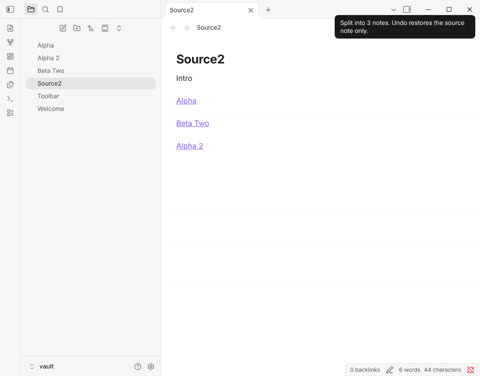 Source2
Split into 3 notes. Undo restores the source
note only.
Source2
Alpha
Alpha 2
Beta Two
Source2
Toolbar
Welcome
Source2
Intro
Alpha
Beta Two
Alpha 2
vault
0 backlinks 6 words 44 characters